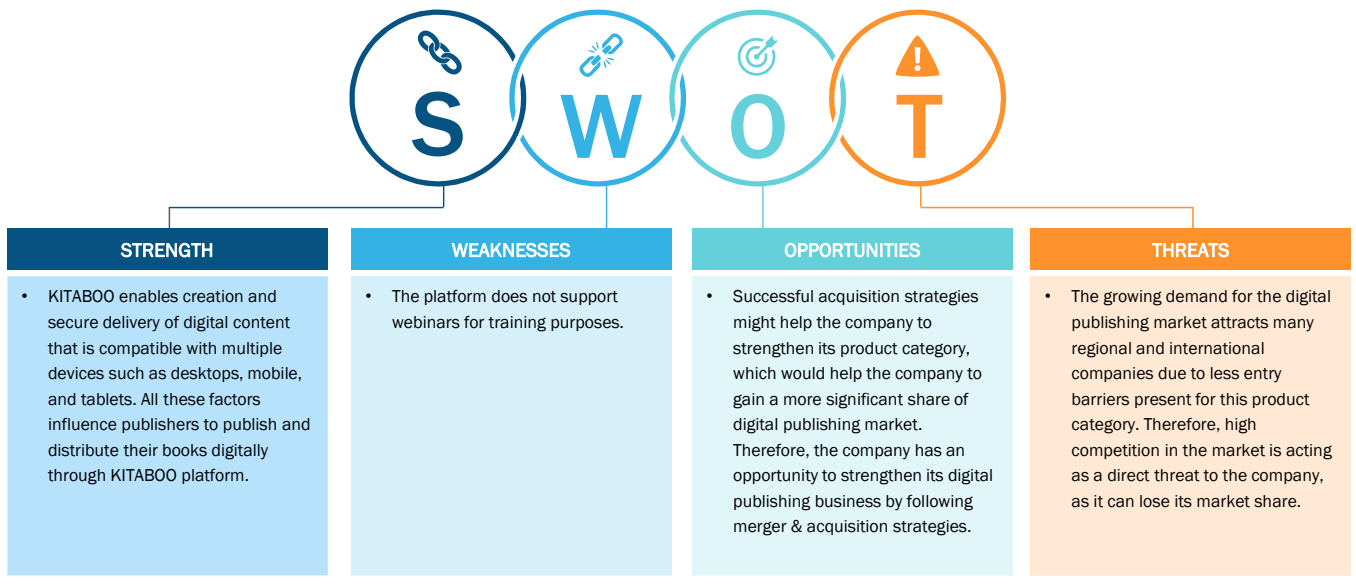 S W O T
STRENGTH
• KITABOO enables creation and
secure delivery of digital content
that is compatible with multiple
devices such as desktops, mobile,
and tablets. All these factors
influence publishers to publish and
distribute their books digitally
through KITABOO platform.
WEAKNESSES
• The platform does not support
webinars for training purposes.
OPPORTUNITIES
• Successful acquisition strategies
might help the company to
strengthen its product category,
which would help the company to
gain a more significant share of
digital publishing market.
Therefore, the company has an
opportunity to strengthen its digital
publishing business by following
merger & acquisition strategies.
THREATS
• The growing demand for the digital
publishing market attracts many
regional and international
companies due to less entry
barriers present for this product
category. Therefore, high
competition in the market is acting
as a direct threat to the company,
as it can lose its market share.